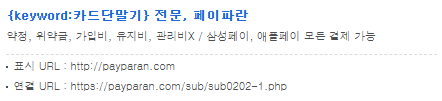 {keyword:카드단말기} 전문, 페이파란
약정, 위약금, 가입비, 유지비, 관리비X / 삼성페이, 애플페이 모든 결제 가능
• 표시 URL : http://payparan.com
• 연결 URL : https://payparan.com/sub/sub0202-1.php